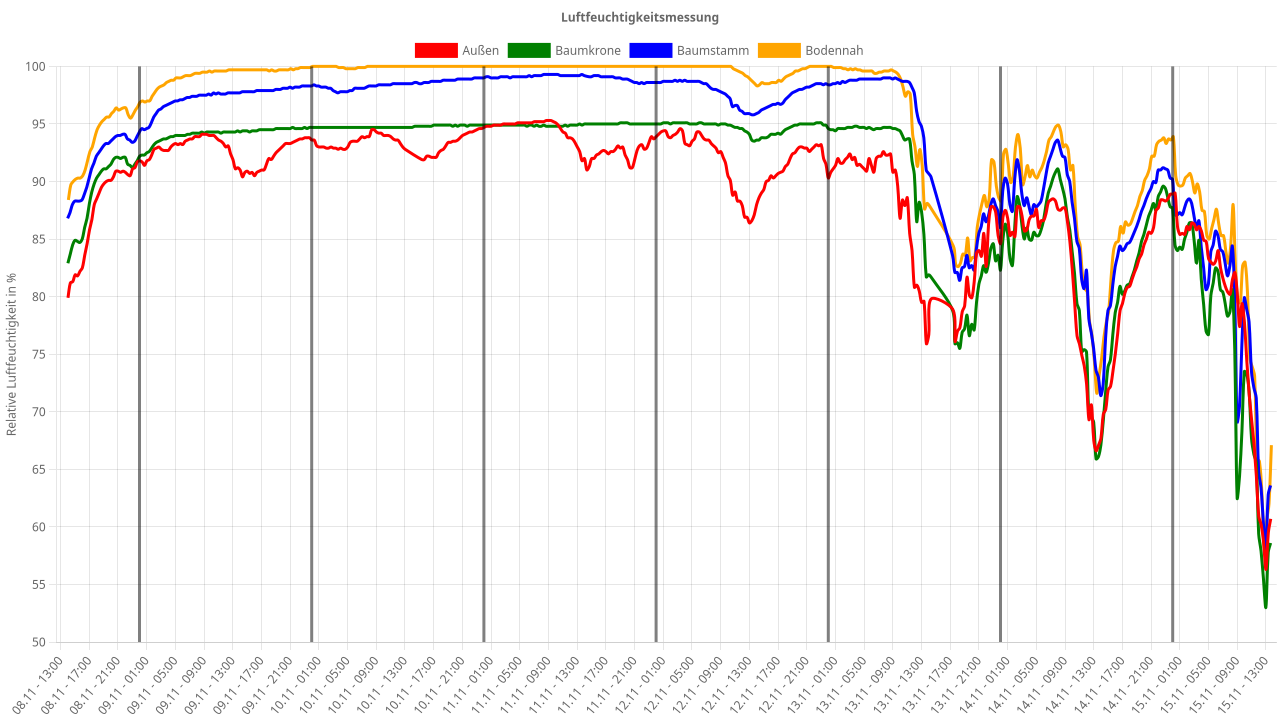 Luftfeuchtigkeitsmessung
Außen Baumkrone Baumstamm Bodennah
100
95
90
85
80
75
70
65
60
55
50
Relative Luftfeuchtigkeit in %
08.11 - 13:00
08.11 - 17:00
08.11 - 21:00
09.11 - 01:00
09.11 - 05:00
09.11 - 09:00
09.11 - 13:00
09.11 - 17:00
09.11 - 21:00
10.11 - 01:00
10.11 - 05:00
10.11 - 09:00
10.11 - 13:00
10.11 - 17:00
10.11 - 21:00
11.11 - 01:00
11.11 - 05:00
11.11 - 09:00
11.11 - 13:00
11.11 - 17:00
11.11 - 21:00
12.11 - 01:00
12.11 - 05:00
12.11 - 09:00
12.11 - 13:00
12.11 - 17:00
12.11 - 21:00
13.11 - 01:00
13.11 - 05:00
13.11 - 09:00
13.11 - 13:00
13.11 - 17:00
13.11 - 21:00
14.11 - 01:00
14.11 - 05:00
14.11 - 09:00
14.11 - 13:00
14.11 - 17:00
14.11 - 21:00
15.11 - 01:00
15.11 - 05:00
15.11 - 09:00
15.11 - 13:00